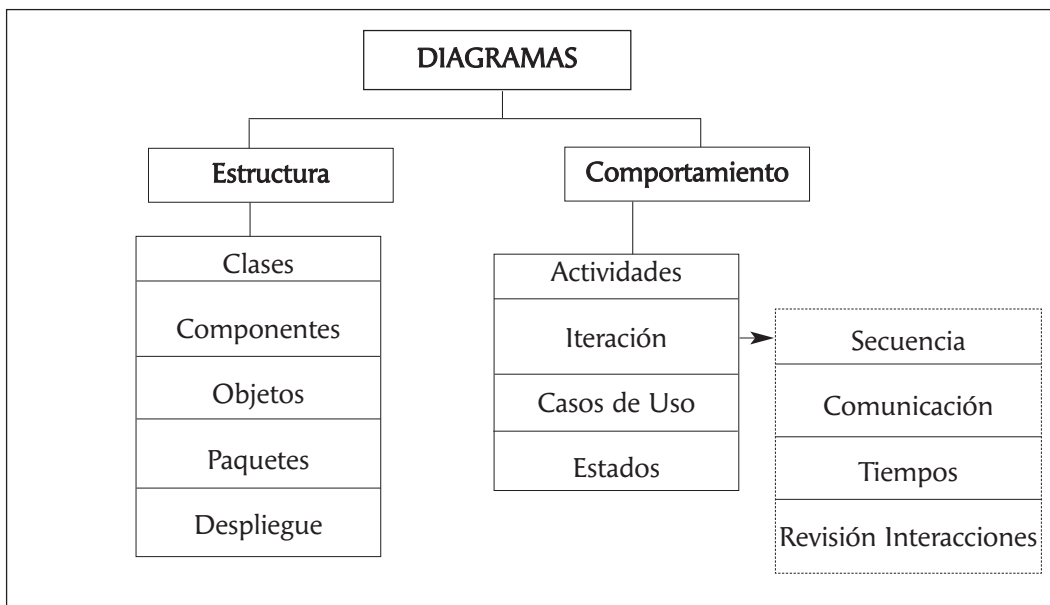 DIAGRAMAS
Estructura
Clases
Componentes
Objetos
Paquetes
Despliegue
Comportamiento
Actividades
Iteración
Casos de Uso
Estados
Secuencia
Comunicación
Tiempos
Revisión Interacciones